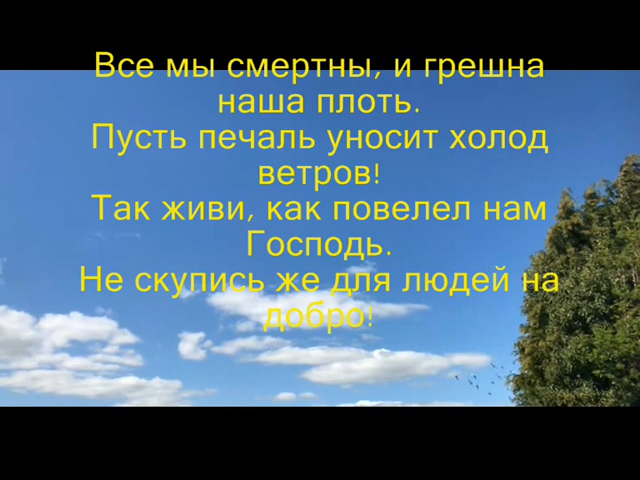 Все мы смертны, и грешна
наша плоть.
Пусть печаль уносит холод
ветров!
Так живи, как повелел нам
Господь.
Не скупись же для людей на
добро!